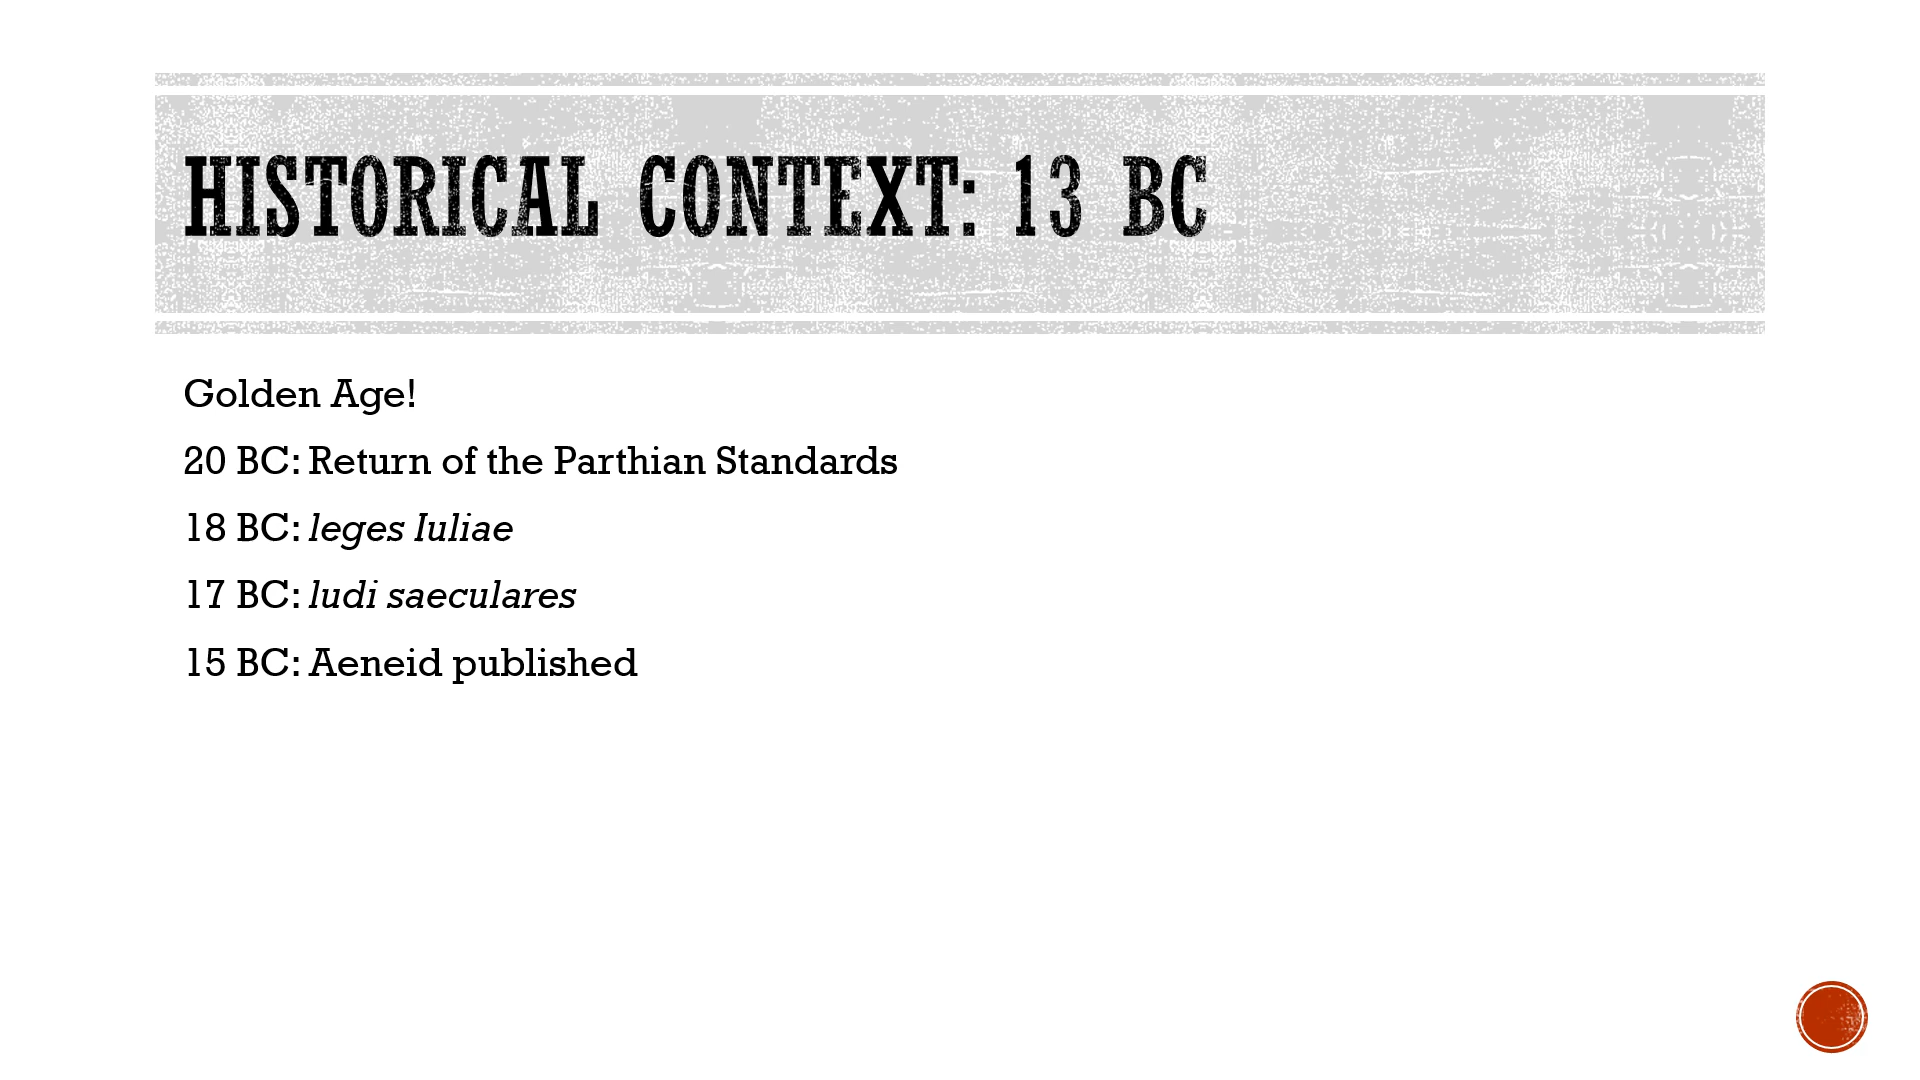 HISTORICAL CONTEXT: 13 BC
Golden Age!
20 BC: Return of the Parthian Standards
18 BC: leges Iuliae
17 BC: ludi saeculares
15 BC: Aeneid published